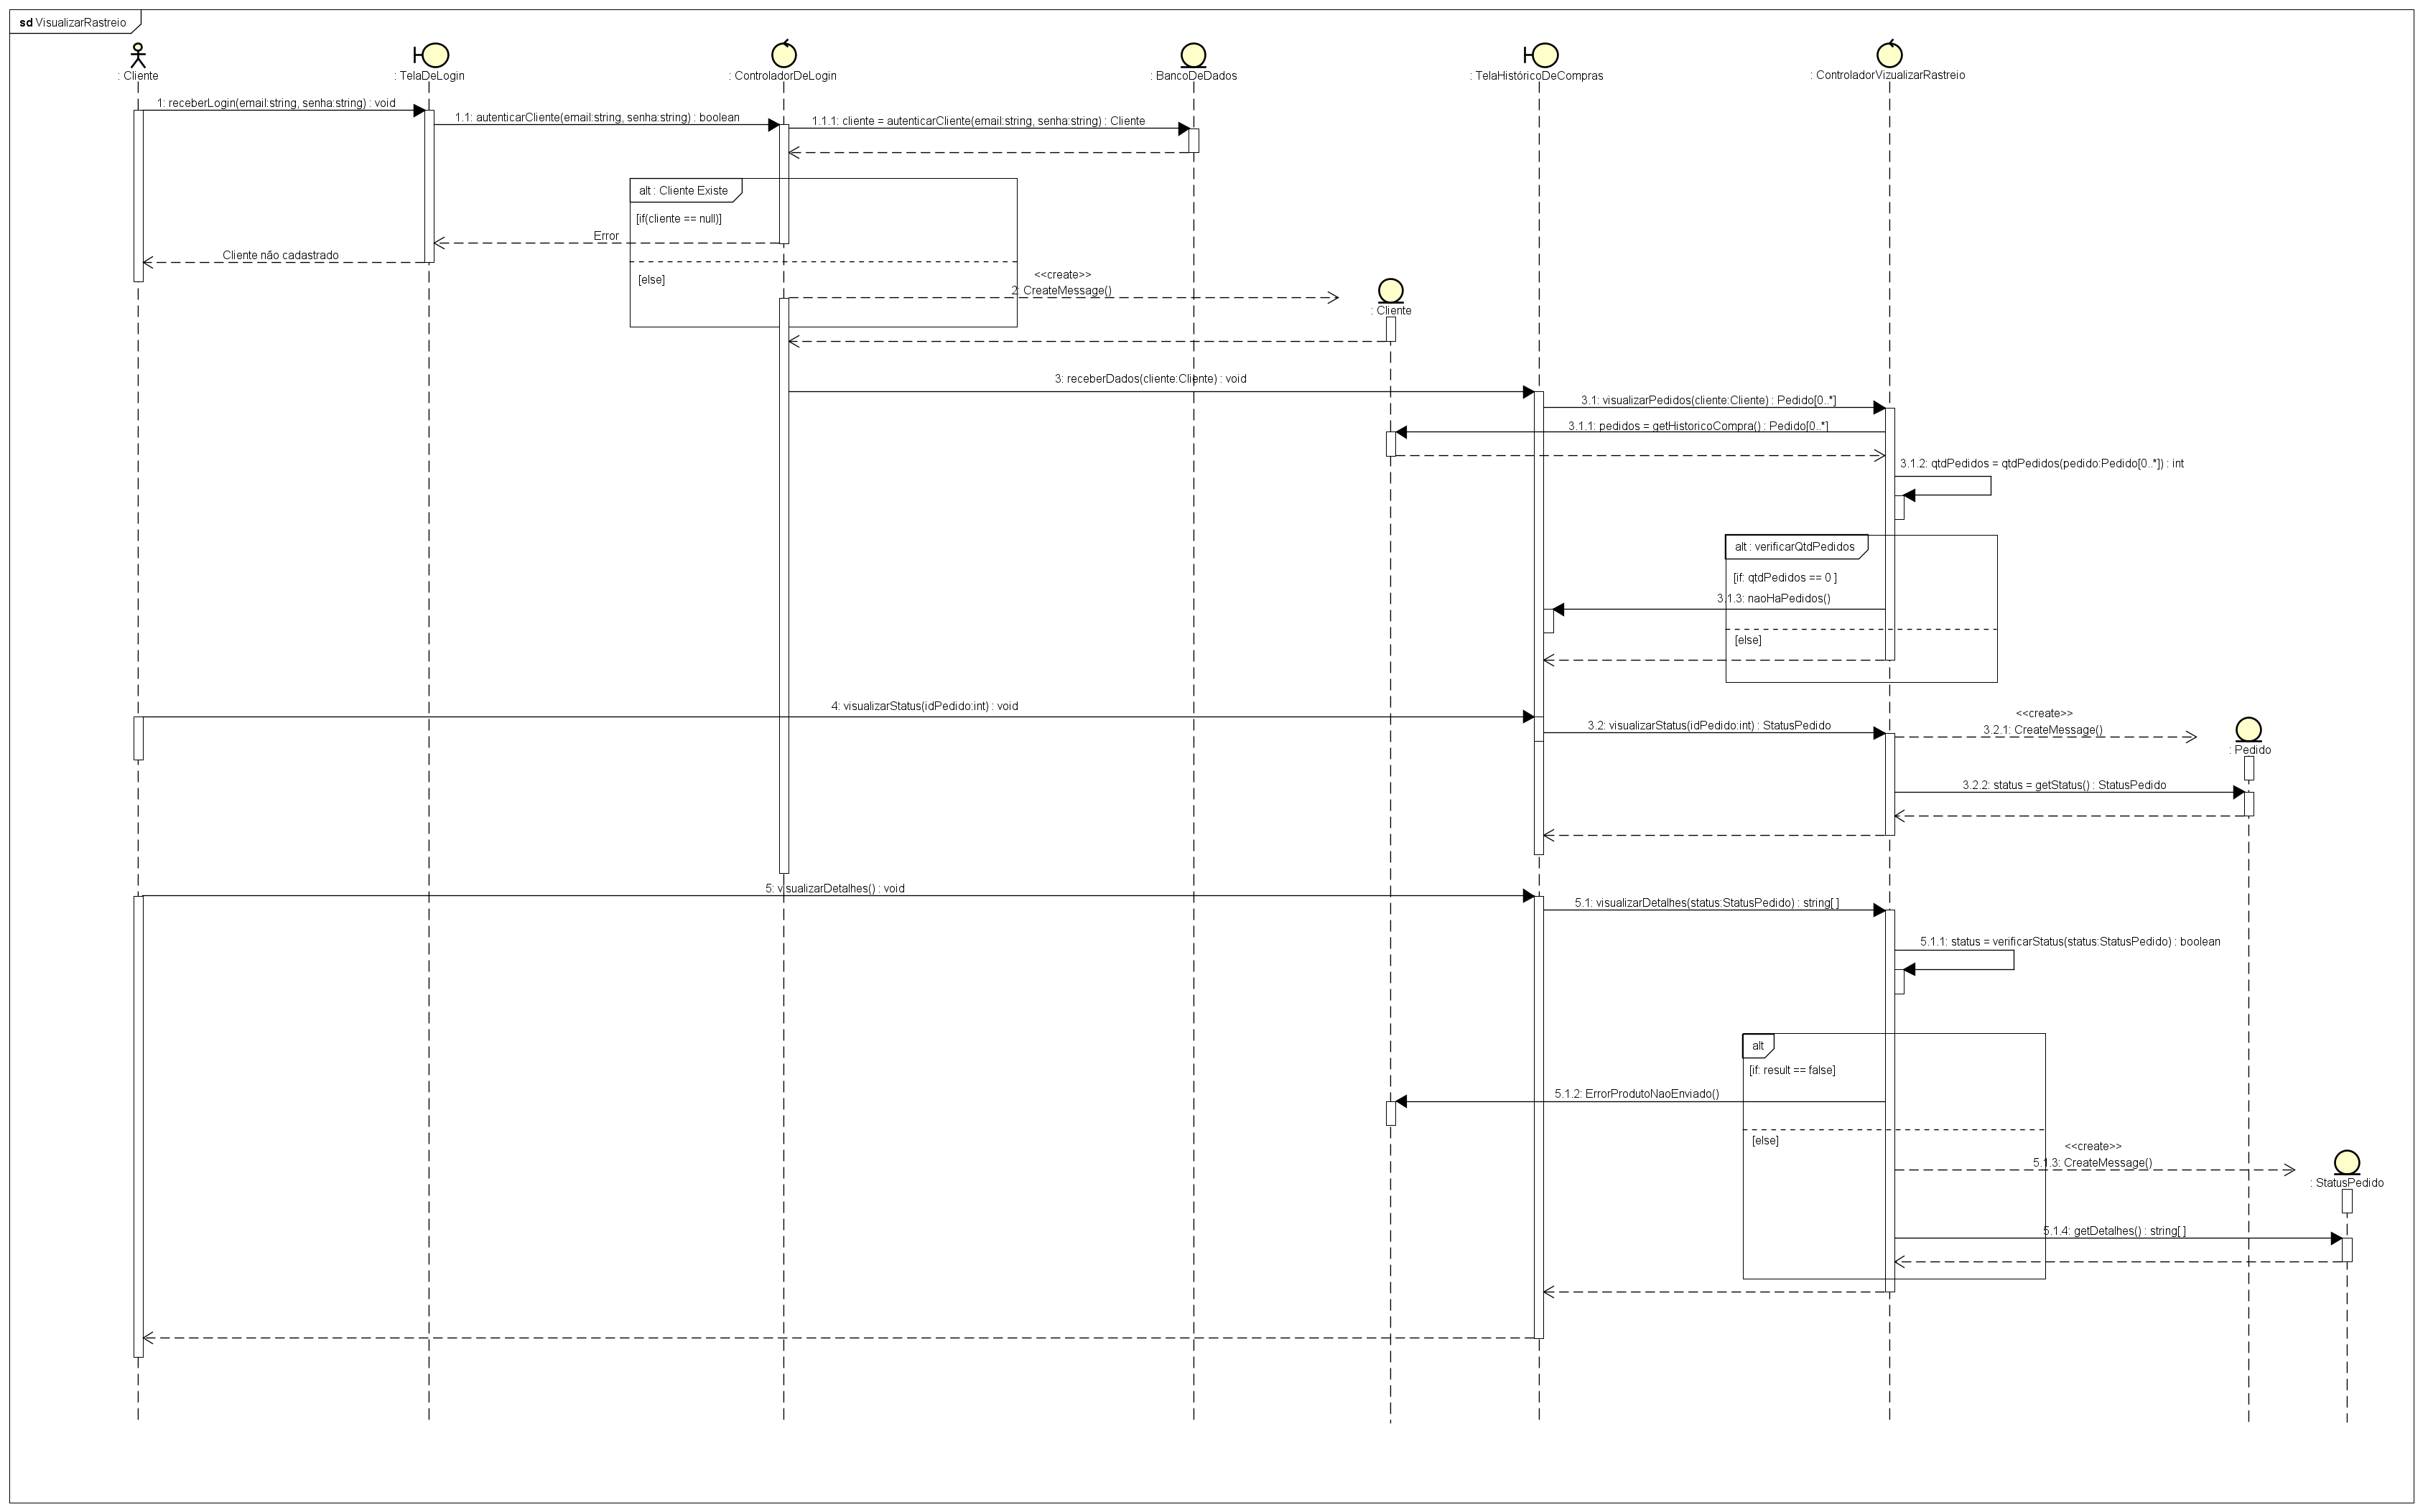 sd VisualizarRastreio
: Cliente
: TelaDeLogin
: ControladorDeLogin
: BancoDeDados
: TelaHistóricoDeCompras
: ControladorVizualizarRastreio
1: receberLogin(email:string, senha:string) : void
1.1: autenticarCliente(email:string, senha:string) : boolean
1.1.1: cliente = autenticarCliente(email:string, senha:string) : Cliente
alt : Cliente Existe
[if(cliente == null)]
Error
Cliente não cadastrado
[else]
<<create>>
2: CreateMessage()
: Cliente
3: receberDados(cliente:Cliente) : void
3.1: visualizarPedidos(cliente:Cliente) : Pedido[0..*]
3.1.1: pedidos = getHistoricoCompra() : Pedido[0..*]
3.1.2: qtdPedidos = qtdPedidos(pedido:Pedido[0..*]) : int
alt : verificarQtdPedidos
[if: qtdPedidos == 0 ]
3.1.3: naoHaPedidos()
[else]
4: visualizarStatus(idPedido:int) : void
3.2: visualizarStatus(idPedido:int) : StatusPedido
<<create>>
3.2.1: CreateMessage()
: Pedido
3.2.2: status = getStatus() : StatusPedido
5: visualizarDetalhes() : void
5.1: visualizarDetalhes(status:StatusPedido) : string[ ]
5.1.1: status = verificarStatus(status:StatusPedido) : boolean
alt
[if: result == false]
5.1.2: ErrorProdutoNaoEnviado()
[else]
<<create>>
5.1.3: CreateMessage()
: StatusPedido
5.1.4: getDetalhes() : string[ ]